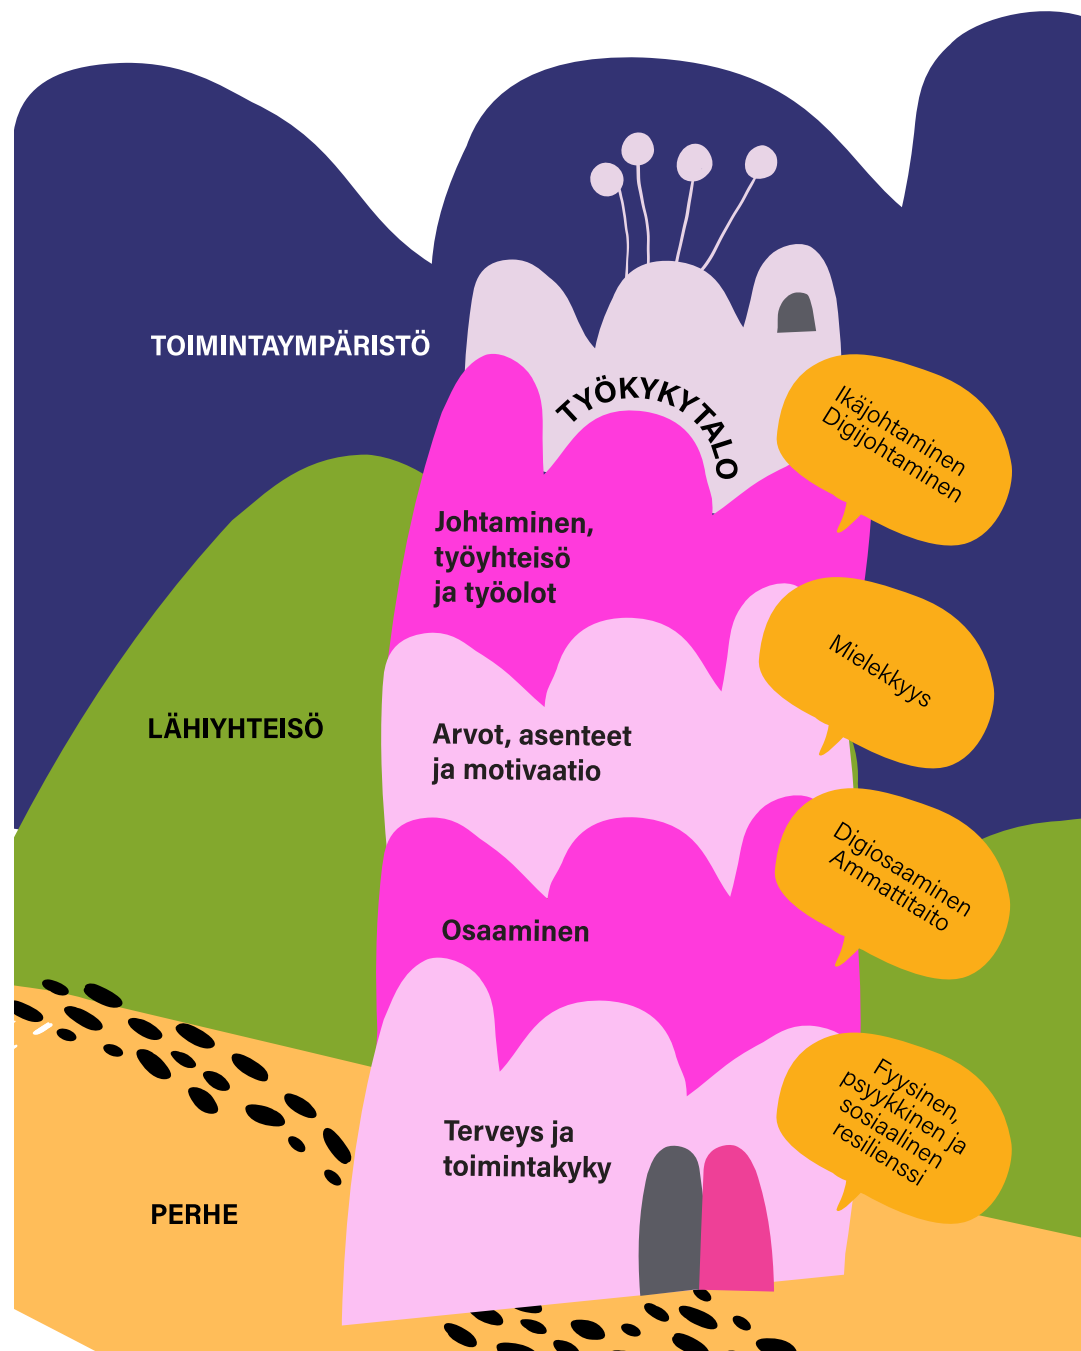 TOIMINTAYMPÄRISTÖ
TYÖKYKYTALO
Ikäjohtaminen
Digijohtaminen
Johtaminen,
työyhteisö
ja työolot
Mielekkyys
LÄHIYHTEISÖ
Arvot, asenteet
ja motivaatio
Digiosaaminen
Ammattitaito
Osaaminen
Fyysinen,
psyykkinen ja
sosiaalinen
resilienssi
Terveys ja
toimintakyky
PERHE